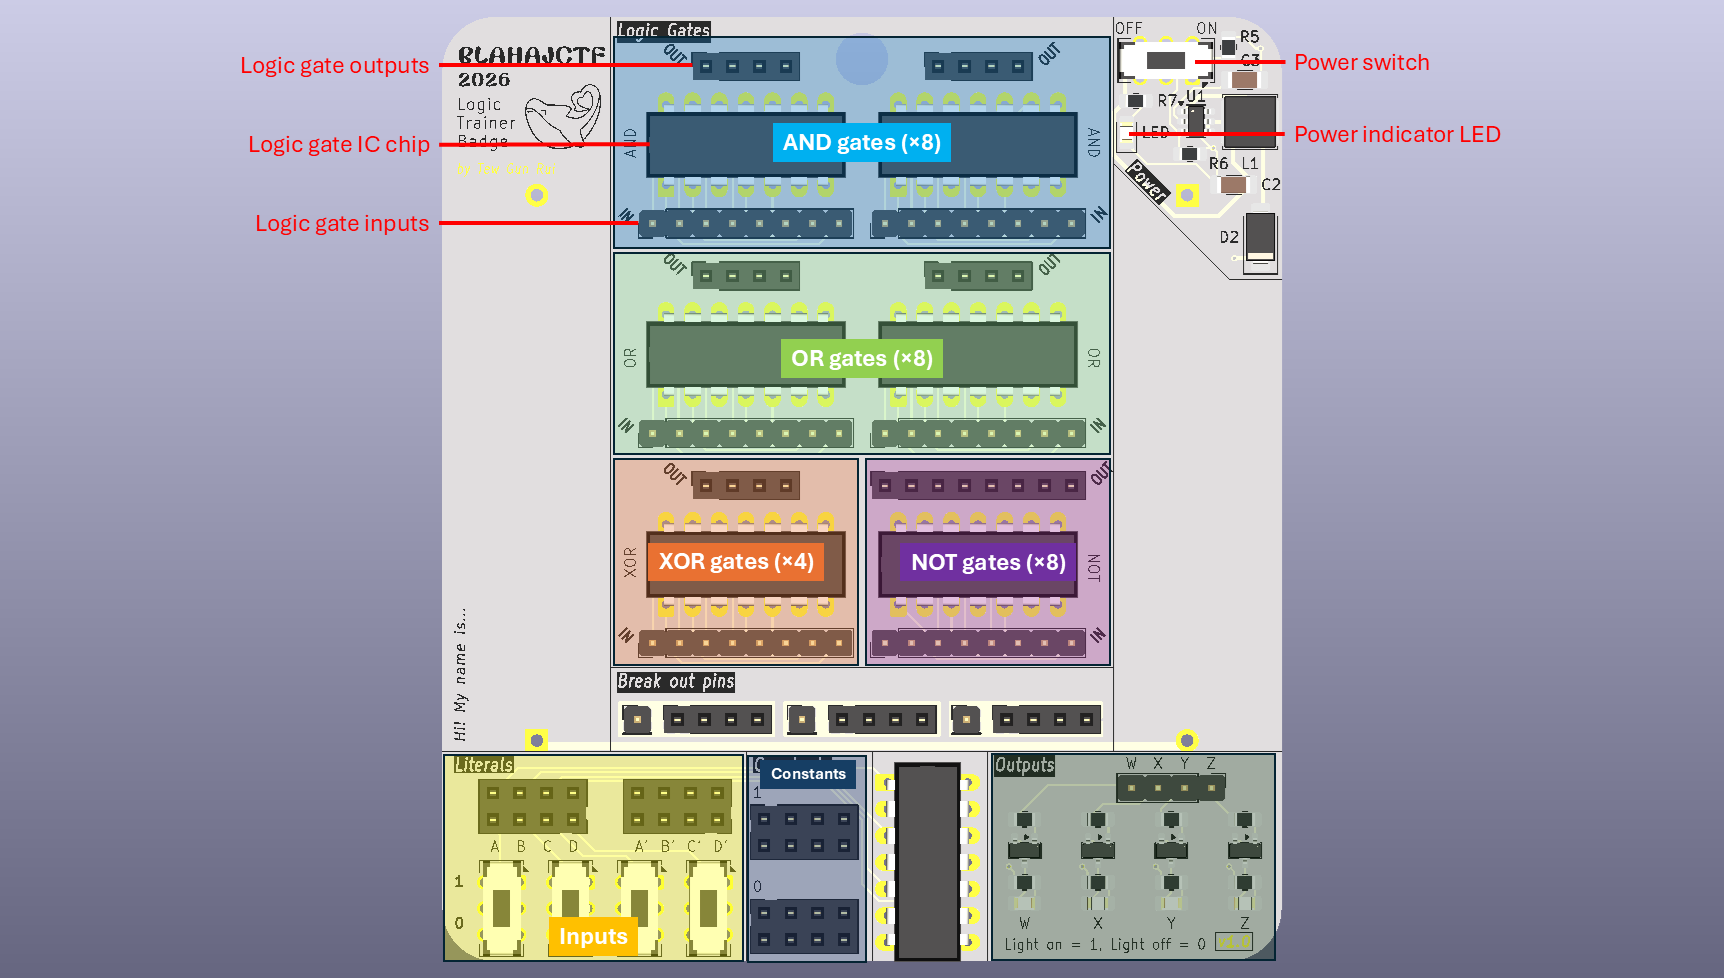 Logic Gates
OFF
ON
BLAHAJCTF
2026
Logic
Trainer
Badge
Logic gate outputs
Logic gate IC chip
Logic gate inputs
Power switch
Power indicator LED
R5
C3
R7
U1
LED
R6
L1
C2
D2
Power
OUT
OUT
AND
AND gates (×8)
AND
IN
IN
OUT
OUT
OR
OR gates (×8)
OR
IN
IN
OUT
OUT
XOR
XOR gates (×4)
NOT gates (×8)
NOT
IN
IN
Hi! My name is...
Break out pins
Literals
A B C D
A' B' C' D'
1
0
Inputs
Constants
1
0
Outputs
W X Y Z
W X Y Z
Light on = 1, Light off = 0
v1.0